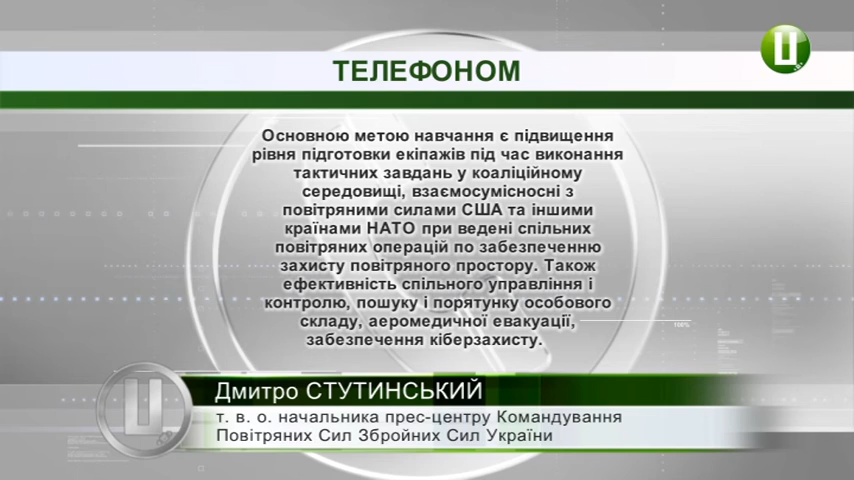 Ц
ТЕЛЕФОНОМ
Основною метою навчання є підвищення
рівня підготовки екіпажів під час виконання
тактичних завдань у коаліційному
середовищі, взаємосумісносні з
повітряними силами США та іншими
країнами НАТО при ведені спільних
повітряних операцій по забезпеченню
захисту повітряного простору. Також
ефективність спільного управління і
контролю, пошуку і порятунку особового
складу, аеромедичної евакуації,
забезпечення кіберзахисту.
100%
Ц
Дмитро СТУТИНСЬКИЙ
т. в. о. начальника прес-центру Командування
Повітряних Сил Збройних Сил України